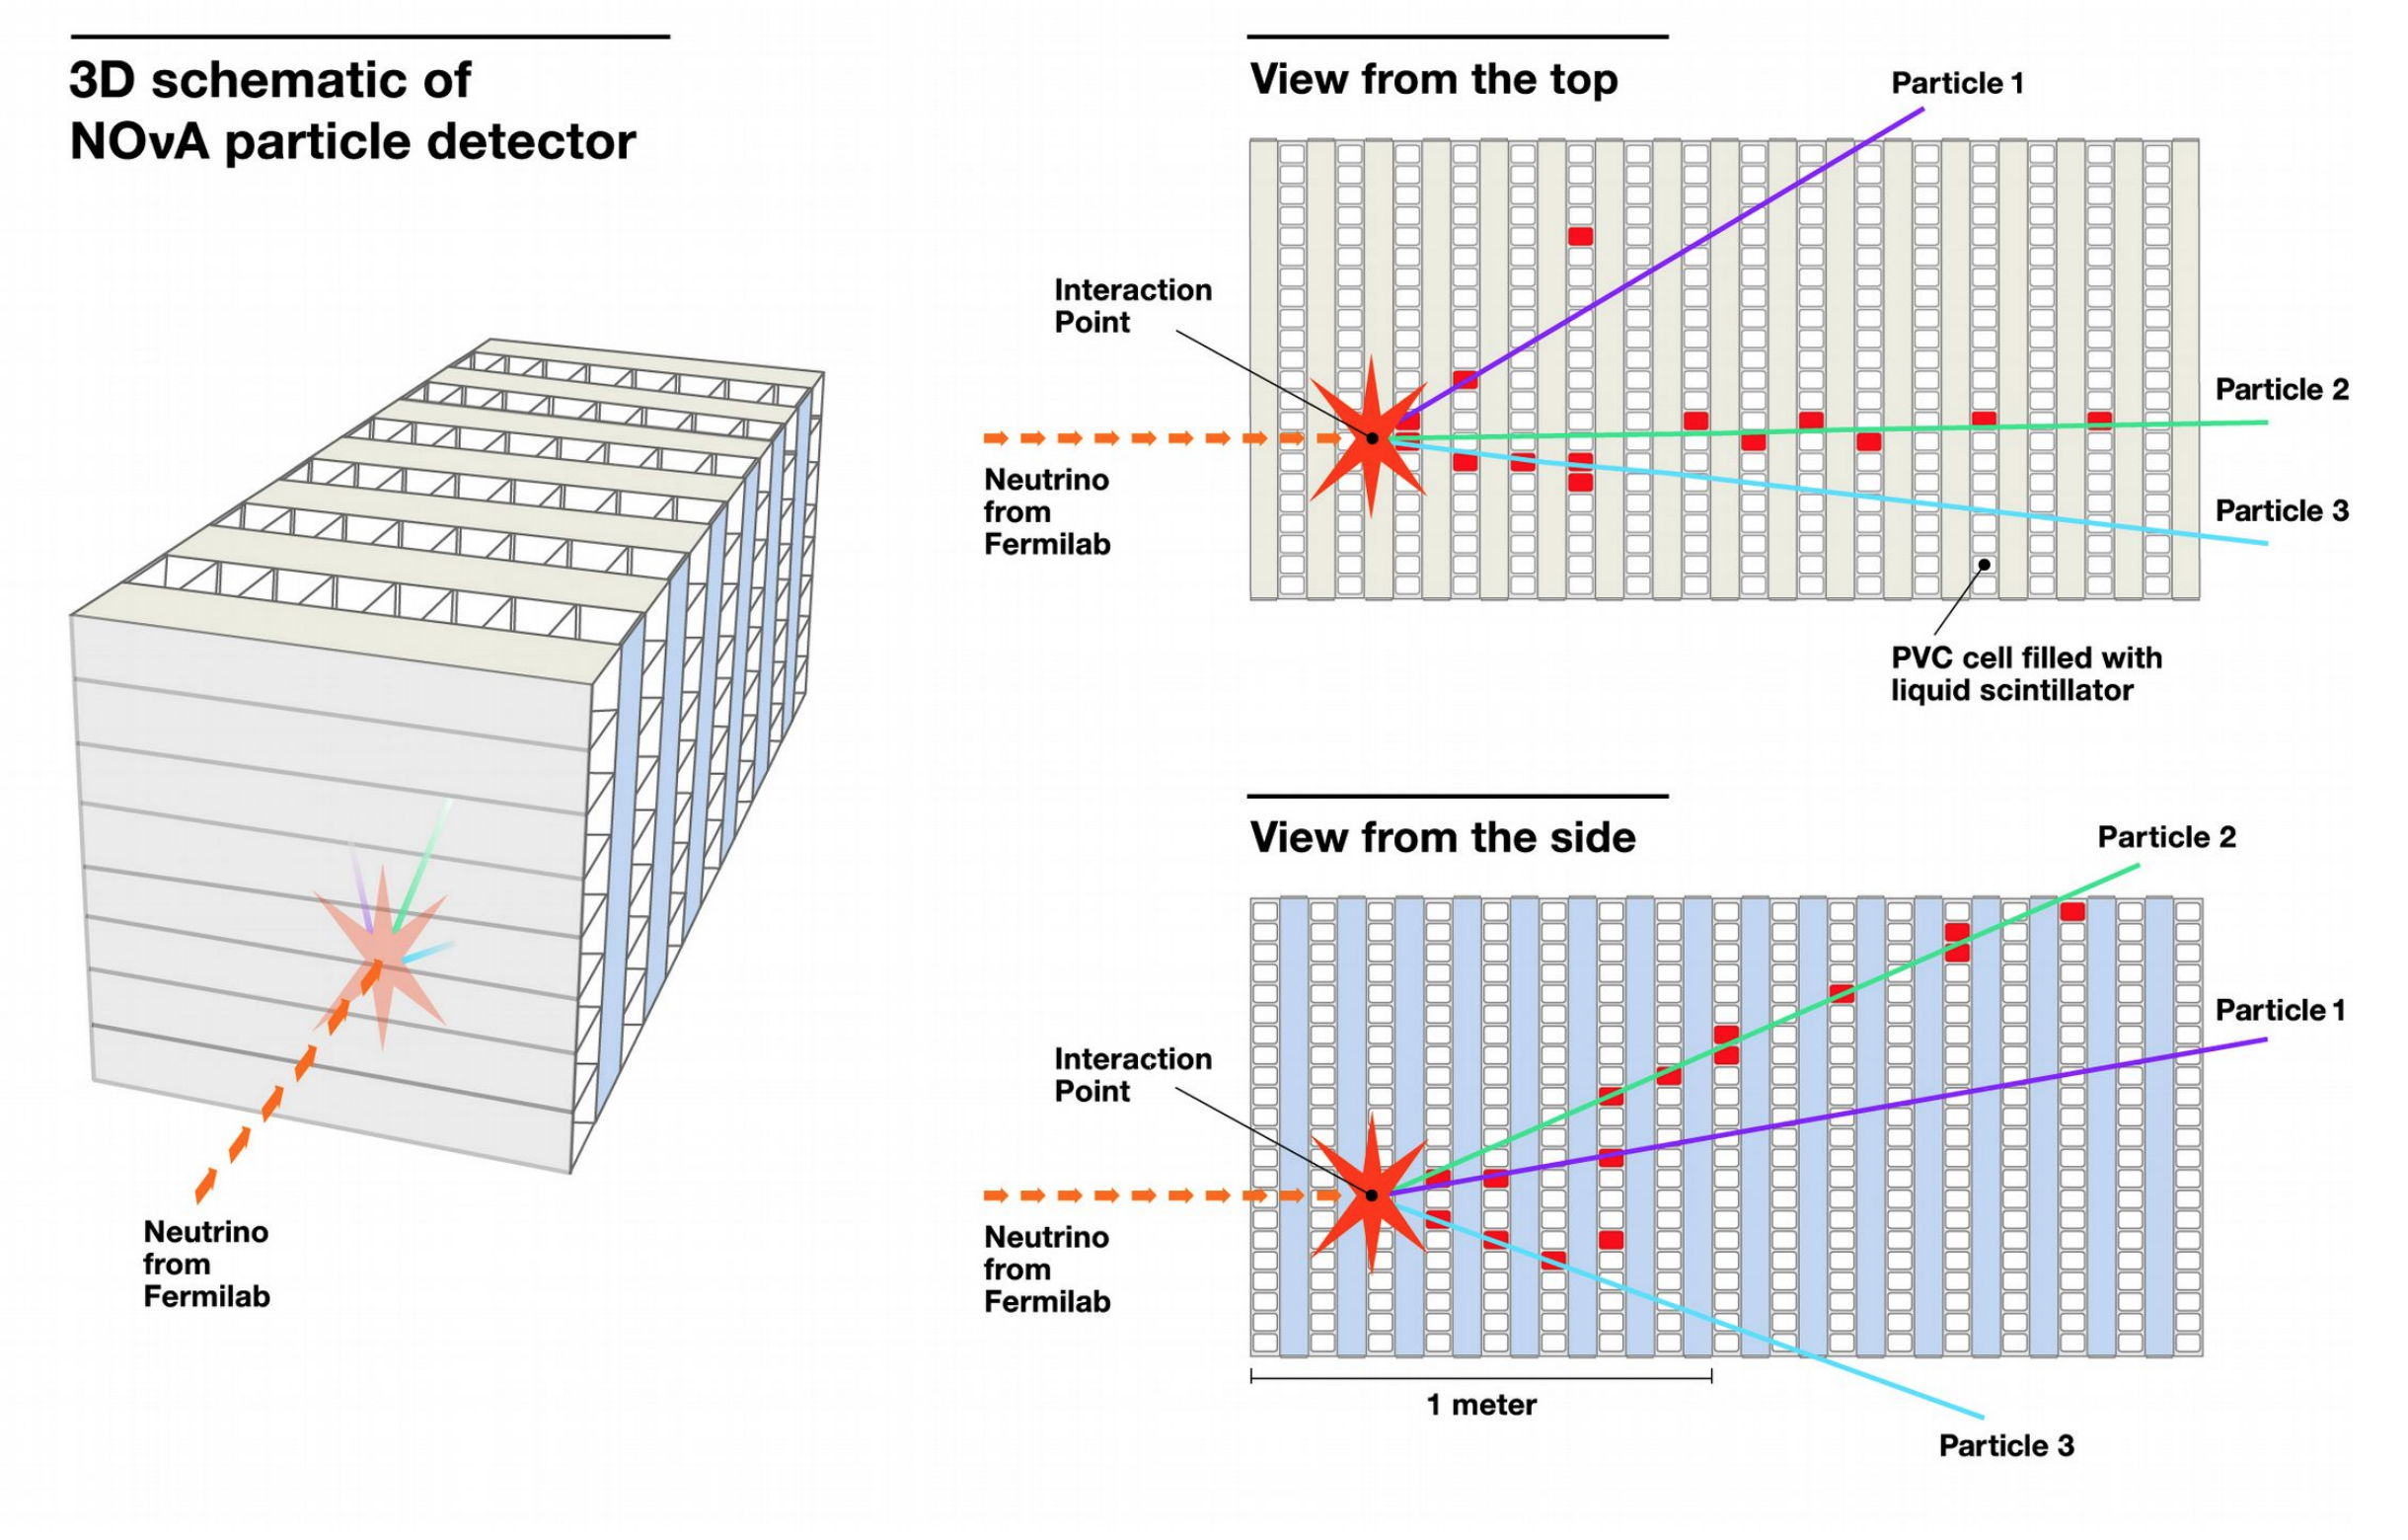 3D schematic of
NOνA particle detector
Neutrino
from
Fermilab
View from the top
Particle 1
Interaction
Point
Particle 2
Neutrino
from
Fermilab
Particle 3
PVC cell filled with
liquid scintillator
View from the side
Particle 2
Particle 1
Interaction
Point
Neutrino
from
Fermilab
1 meter
Particle 3